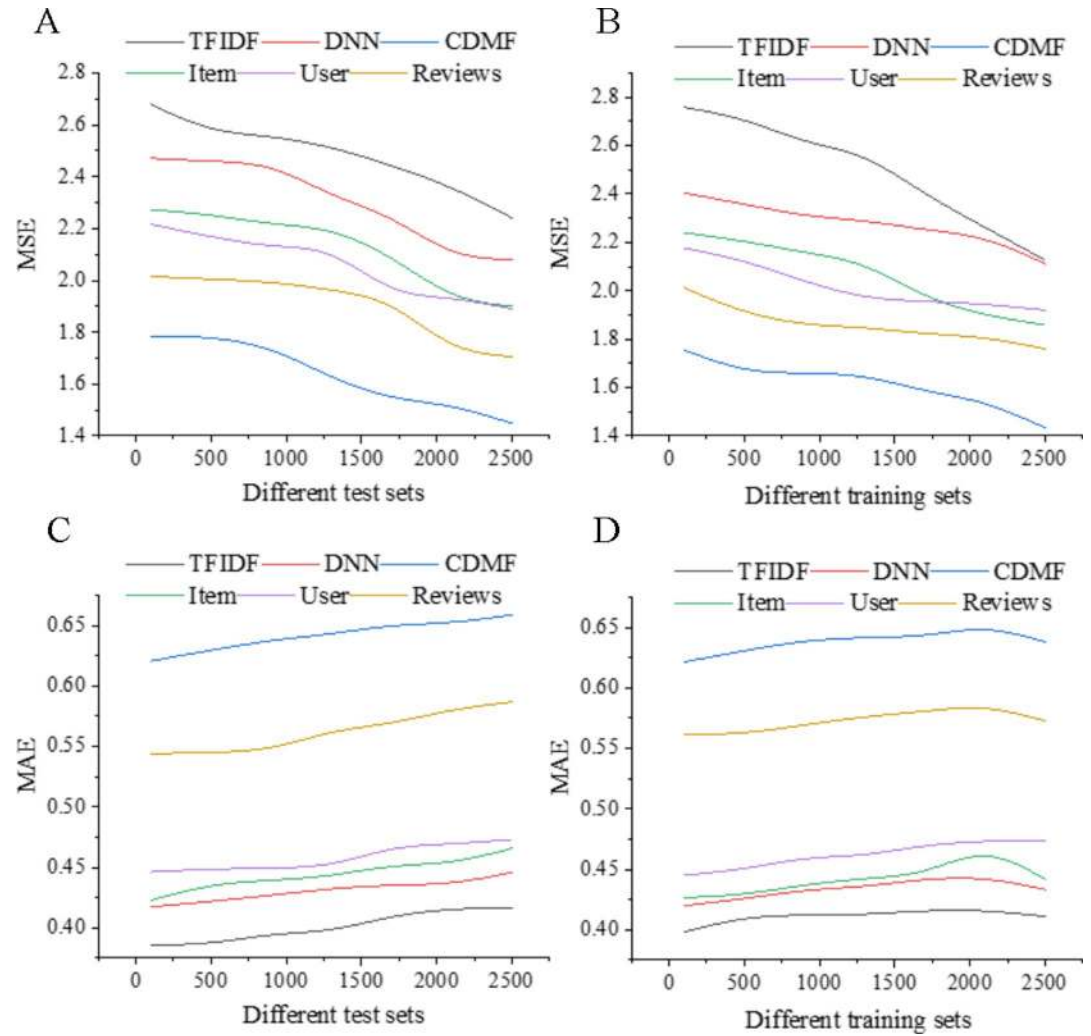 A
TFIDF DNN CDMF
Item User Reviews
2.8
2.6
2.4
2.2
2.0
1.8
1.6
1.4
MSE
0 500 1000 1500 2000 2500
Different test sets
B
TFIDF DNN CDMF
Item User Reviews
2.8
2.6
2.4
2.2
2.0
1.8
1.6
1.4
MSE
0 500 1000 1500 2000 2500
Different training sets
C
TFIDF DNN CDMF
Item User Reviews
0.65
0.60
0.55
0.50
0.45
0.40
MAE
0 500 1000 1500 2000 2500
Different test sets
D
TFIDF DNN CDMF
Item User Reviews
0.65
0.60
0.55
0.50
0.45
0.40
MAE
0 500 1000 1500 2000 2500
Different training sets